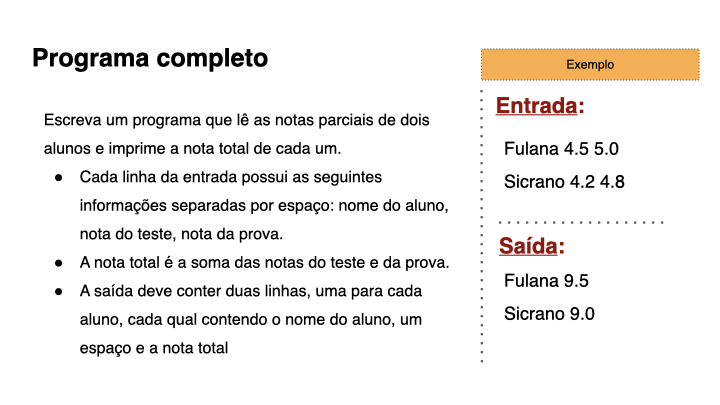 Programa completo
Escreva um programa que lê as notas parciais de dois
alunos e imprime a nota total de cada um.
● Cada linha da entrada possui as seguintes
informações separadas por espaço: nome do aluno,
nota do teste, nota da prova.
● A nota total é a soma das notas do teste e da prova.
● A saída deve conter duas linhas, uma para cada
aluno, cada qual contendo o nome do aluno, um
espaço e a nota total
Exemplo
Entrada:
Fulana 4.5 5.0
Sicrano 4.2 4.8
Saída:
Fulana 9.5
Sicrano 9.0